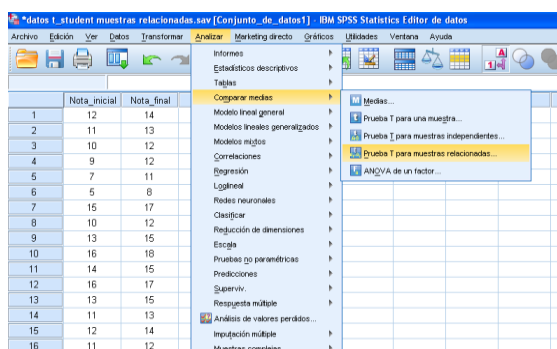 *datos t_student muestras relacionadas.sav [Conjunto_de_datos1] - IBM SPSS Statistics Editor de datos
Archivo Edición Ver Datos Transformar Analizar Marketing directo Gráficos Utilidades Ventana Ayuda
Informes
Estadísticos descriptivos
Tablas
Comparar medias
Modelo lineal general
Modelos lineales generalizados
Modelos mixtos
Correlaciones
Regresión
Loglineal
Redes neuronales
Clasificar
Reducción de dimensiones
Escala
Pruebas no paramétricas
Predicciones
Superviv.
Respuesta múltiple
Análisis de valores perdidos...
Imputación múltiple
Muestras complejas
M Medias...
t Prueba T para una muestra...
Prueba T para muestras independientes...
Prueba T para muestras relacionadas...
ANOVA de un factor...
Nota_inicial Nota_final
1 12 14
2 11 13
3 10 12
4 9 12
5 7 11
6 5 8
7 15 17
8 10 12
9 13 15
10 16 18
11 14 15
12 16 17
13 13 15
14 11 13
15 12 14
16 11 12